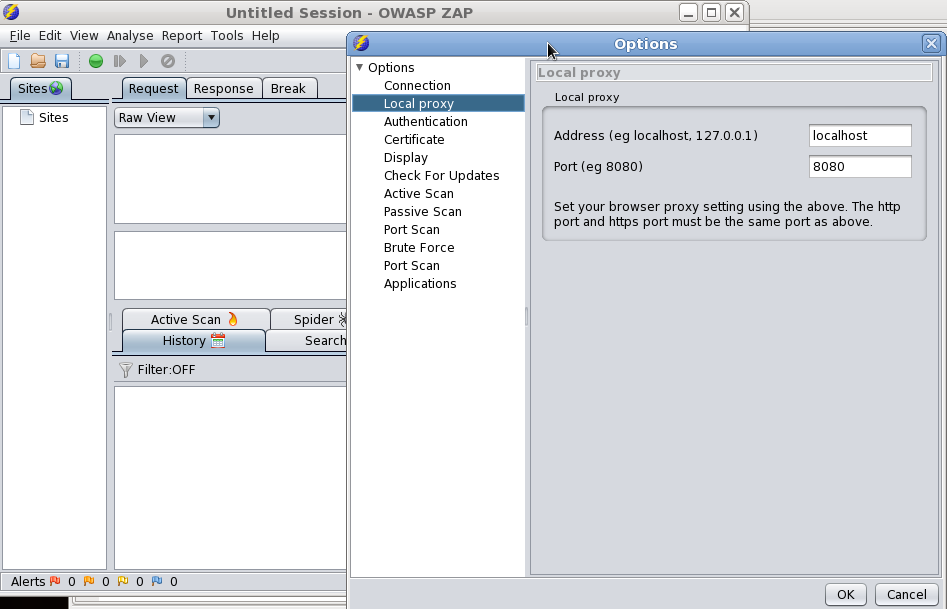 Untitled Session - OWASP ZAP
File Edit View Analyse Report Tools Help
Sites
Sites
Request Response Break
Raw View
Active Scan Spider
History Search
Filter:OFF
Alerts 0 0 0 0
Options
Options
Connection
Local proxy
Authentication
Certificate
Display
Check For Updates
Active Scan
Passive Scan
Port Scan
Brute Force
Port Scan
Applications
Local proxy
Local proxy
Address (eg localhost, 127.0.0.1) localhost
Port (eg 8080) 8080
Set your browser proxy setting using the above. The http
port and https port must be the same port as above.
OK Cancel